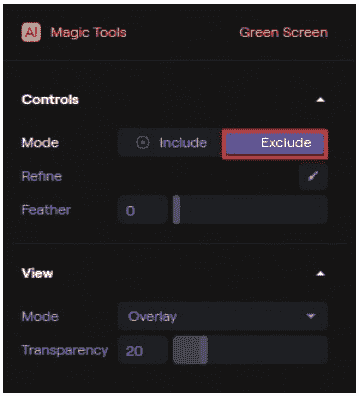 AI Magic Tools Green Screen
Controls
Mode Include Exclude
Refine
Feather 0
View
Mode Overlay
Transparency 20